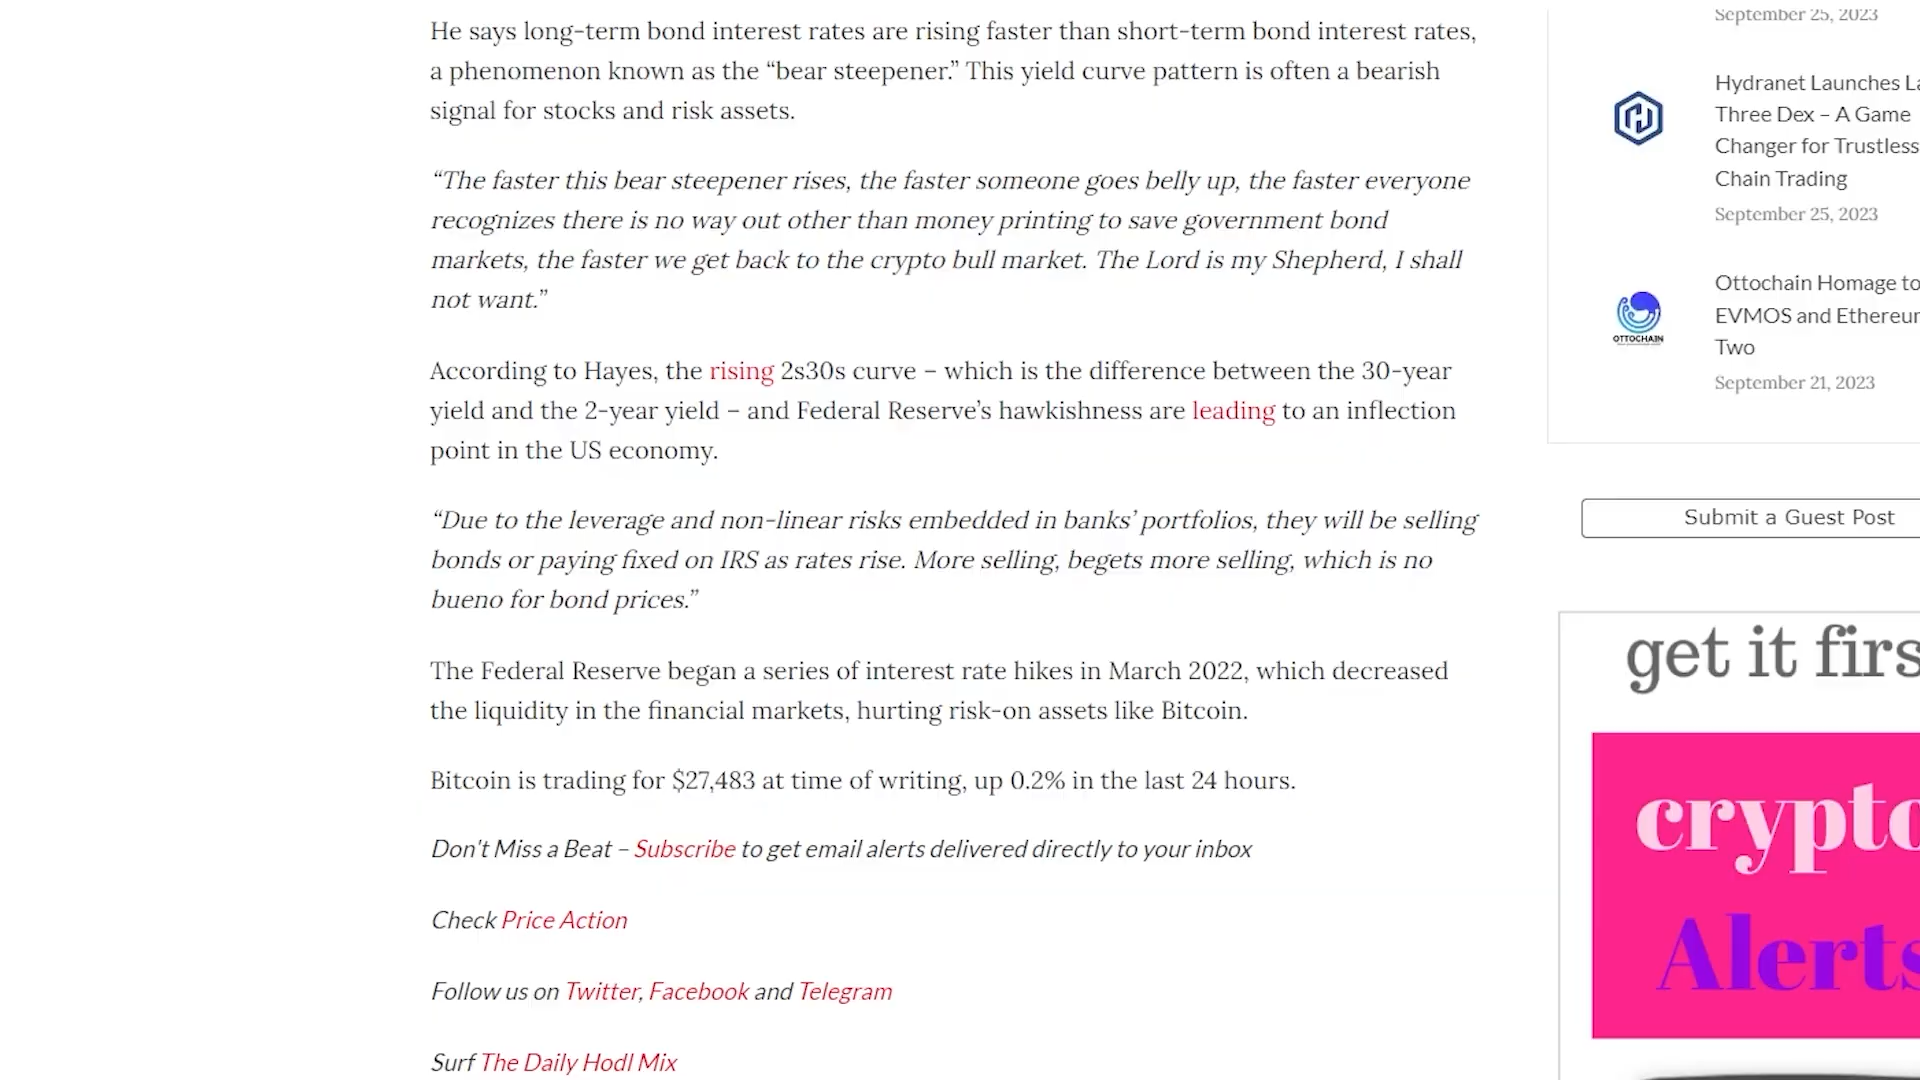 He says long-term bond interest rates are rising faster than short-term bond interest rates,
a phenomenon known as the “bear steepener.” This yield curve pattern is often a bearish
signal for stocks and risk assets.
“The faster this bear steepener rises, the faster someone goes belly up, the faster everyone
recognizes there is no way out other than money printing to save government bond
markets, the faster we get back to the crypto bull market. The Lord is my Shepherd, I shall
not want.”
According to Hayes, the rising 2s30s curve – which is the difference between the 30-year
yield and the 2-year yield – and Federal Reserve’s hawkishness are leading to an inflection
point in the US economy.
“Due to the leverage and non-linear risks embedded in banks’ portfolios, they will be selling
bonds or paying fixed on IRS as rates rise. More selling, begets more selling, which is no
bueno for bond prices.”
The Federal Reserve began a series of interest rate hikes in March 2022, which decreased
the liquidity in the financial markets, hurting risk-on assets like Bitcoin.
Bitcoin is trading for $27,483 at time of writing, up 0.2% in the last 24 hours.
Don't Miss a Beat – Subscribe to get email alerts delivered directly to your inbox
Check Price Action
Follow us on Twitter, Facebook and Telegram
Surf The Daily Hodl Mix
September 25, 2023
Hydranet Launches La
Three Dex – A Game
Changer for Trustless
Chain Trading
September 25, 2023
OTTOCHAIN
Ottochain Homage to
EVMOS and Ethereu
Two
September 21, 2023
Submit a Guest Post
get it firs
crypto
Alerts